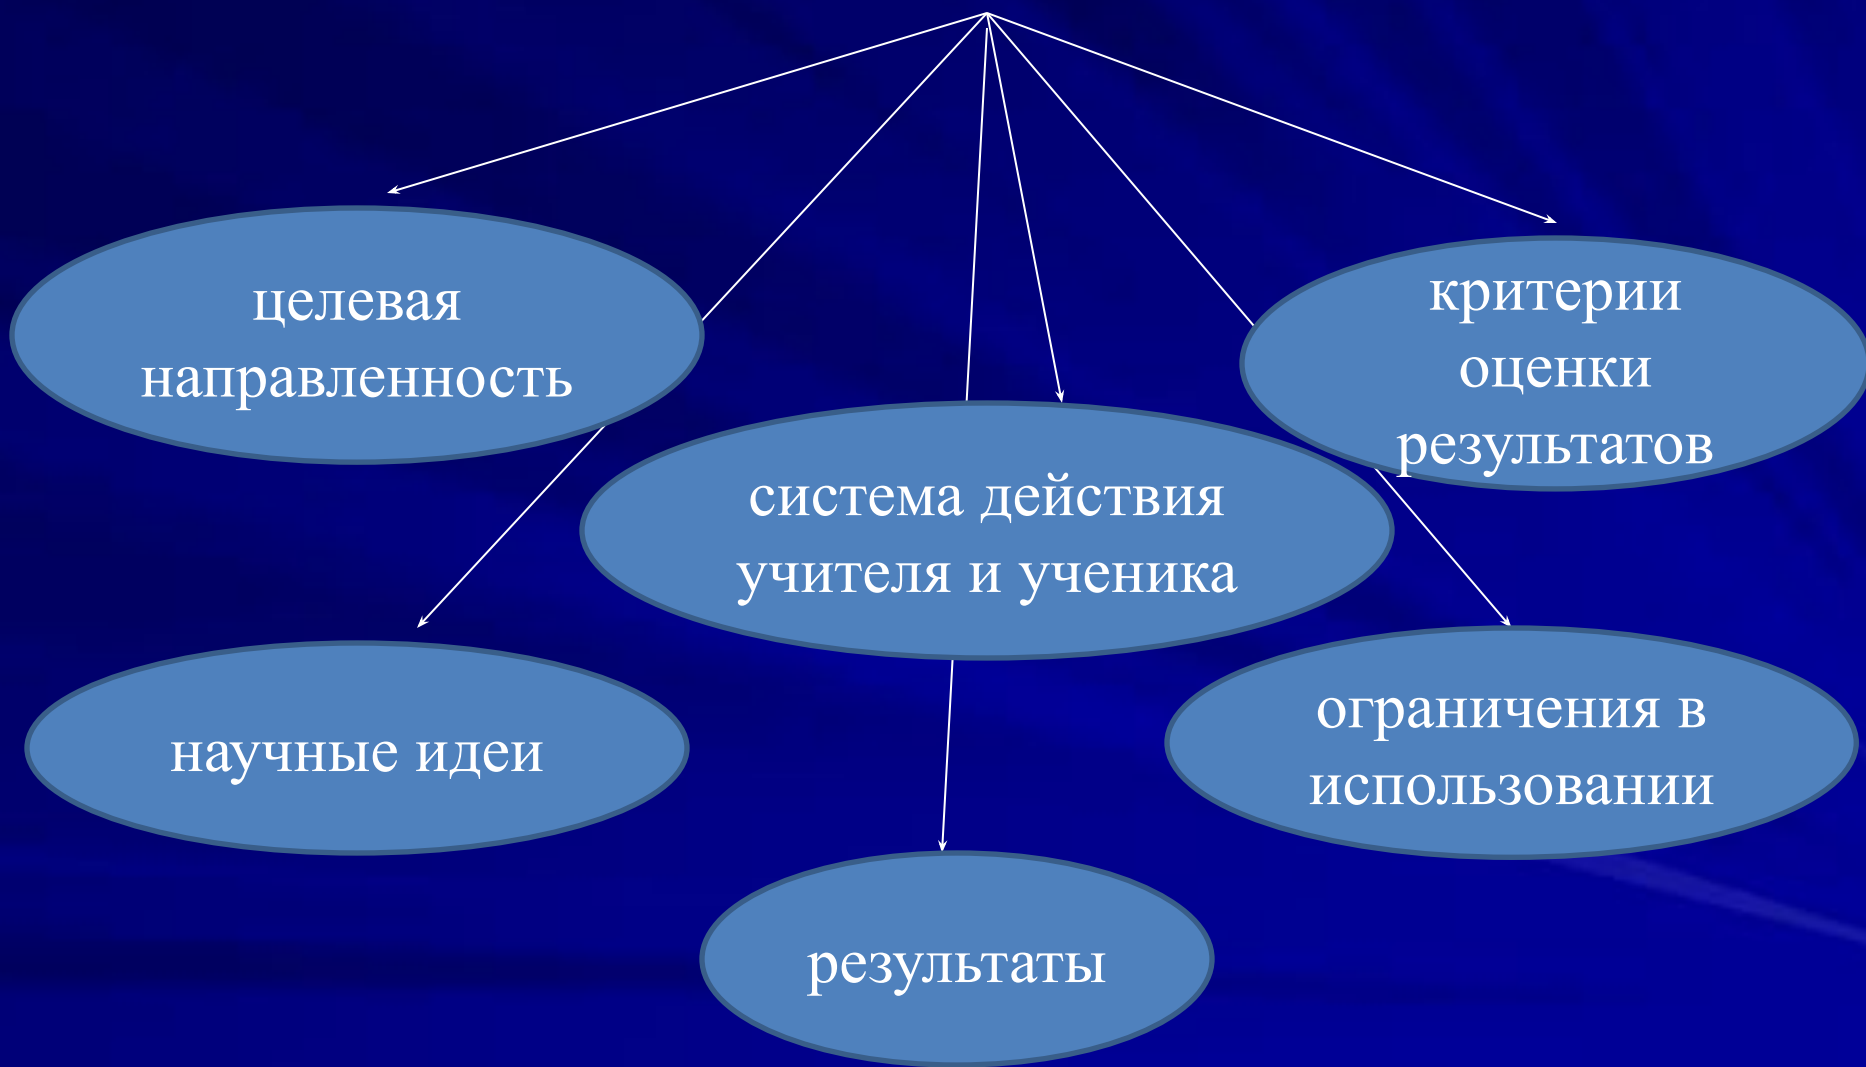 целевая
направленность
критерии
оценки
результатов
система действия
учителя и ученика
научные идеи
ограничения в
использовании
результаты